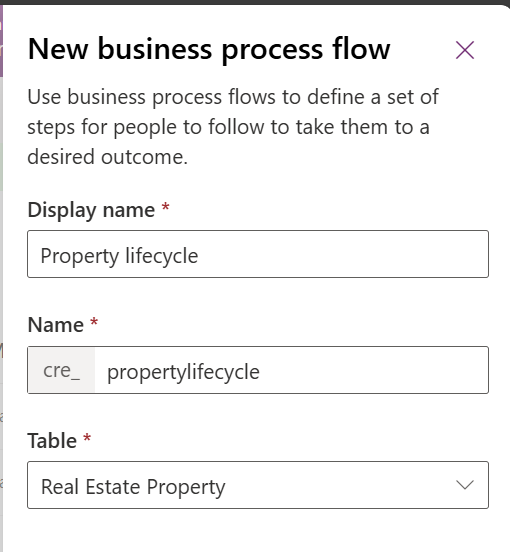 New business process flow
Use business process flows to define a set of
steps for people to follow to take them to a
desired outcome.
Display name *
Property lifecycle
Name *
cre_ propertylifecycle
Table *
Real Estate Property